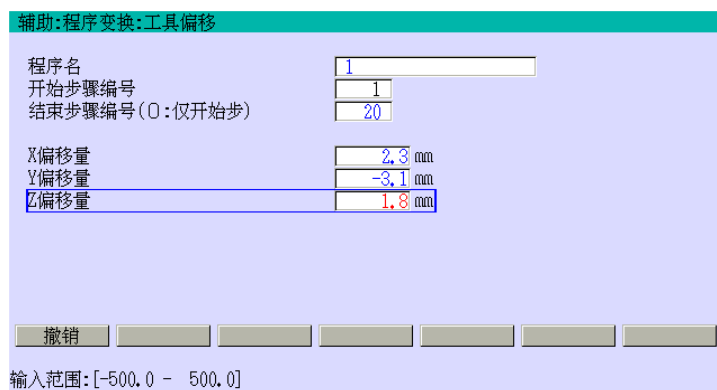 辅助:程序变换:工具偏移
程序名 1
开始步骤编号 1
结束步骤编号(0:仅开始步) 20
X偏移量 2.3 mm
Y偏移量 -3.1 mm
Z偏移量 1.8 mm
撤销
输入范围:[-500.0 - 500.0]